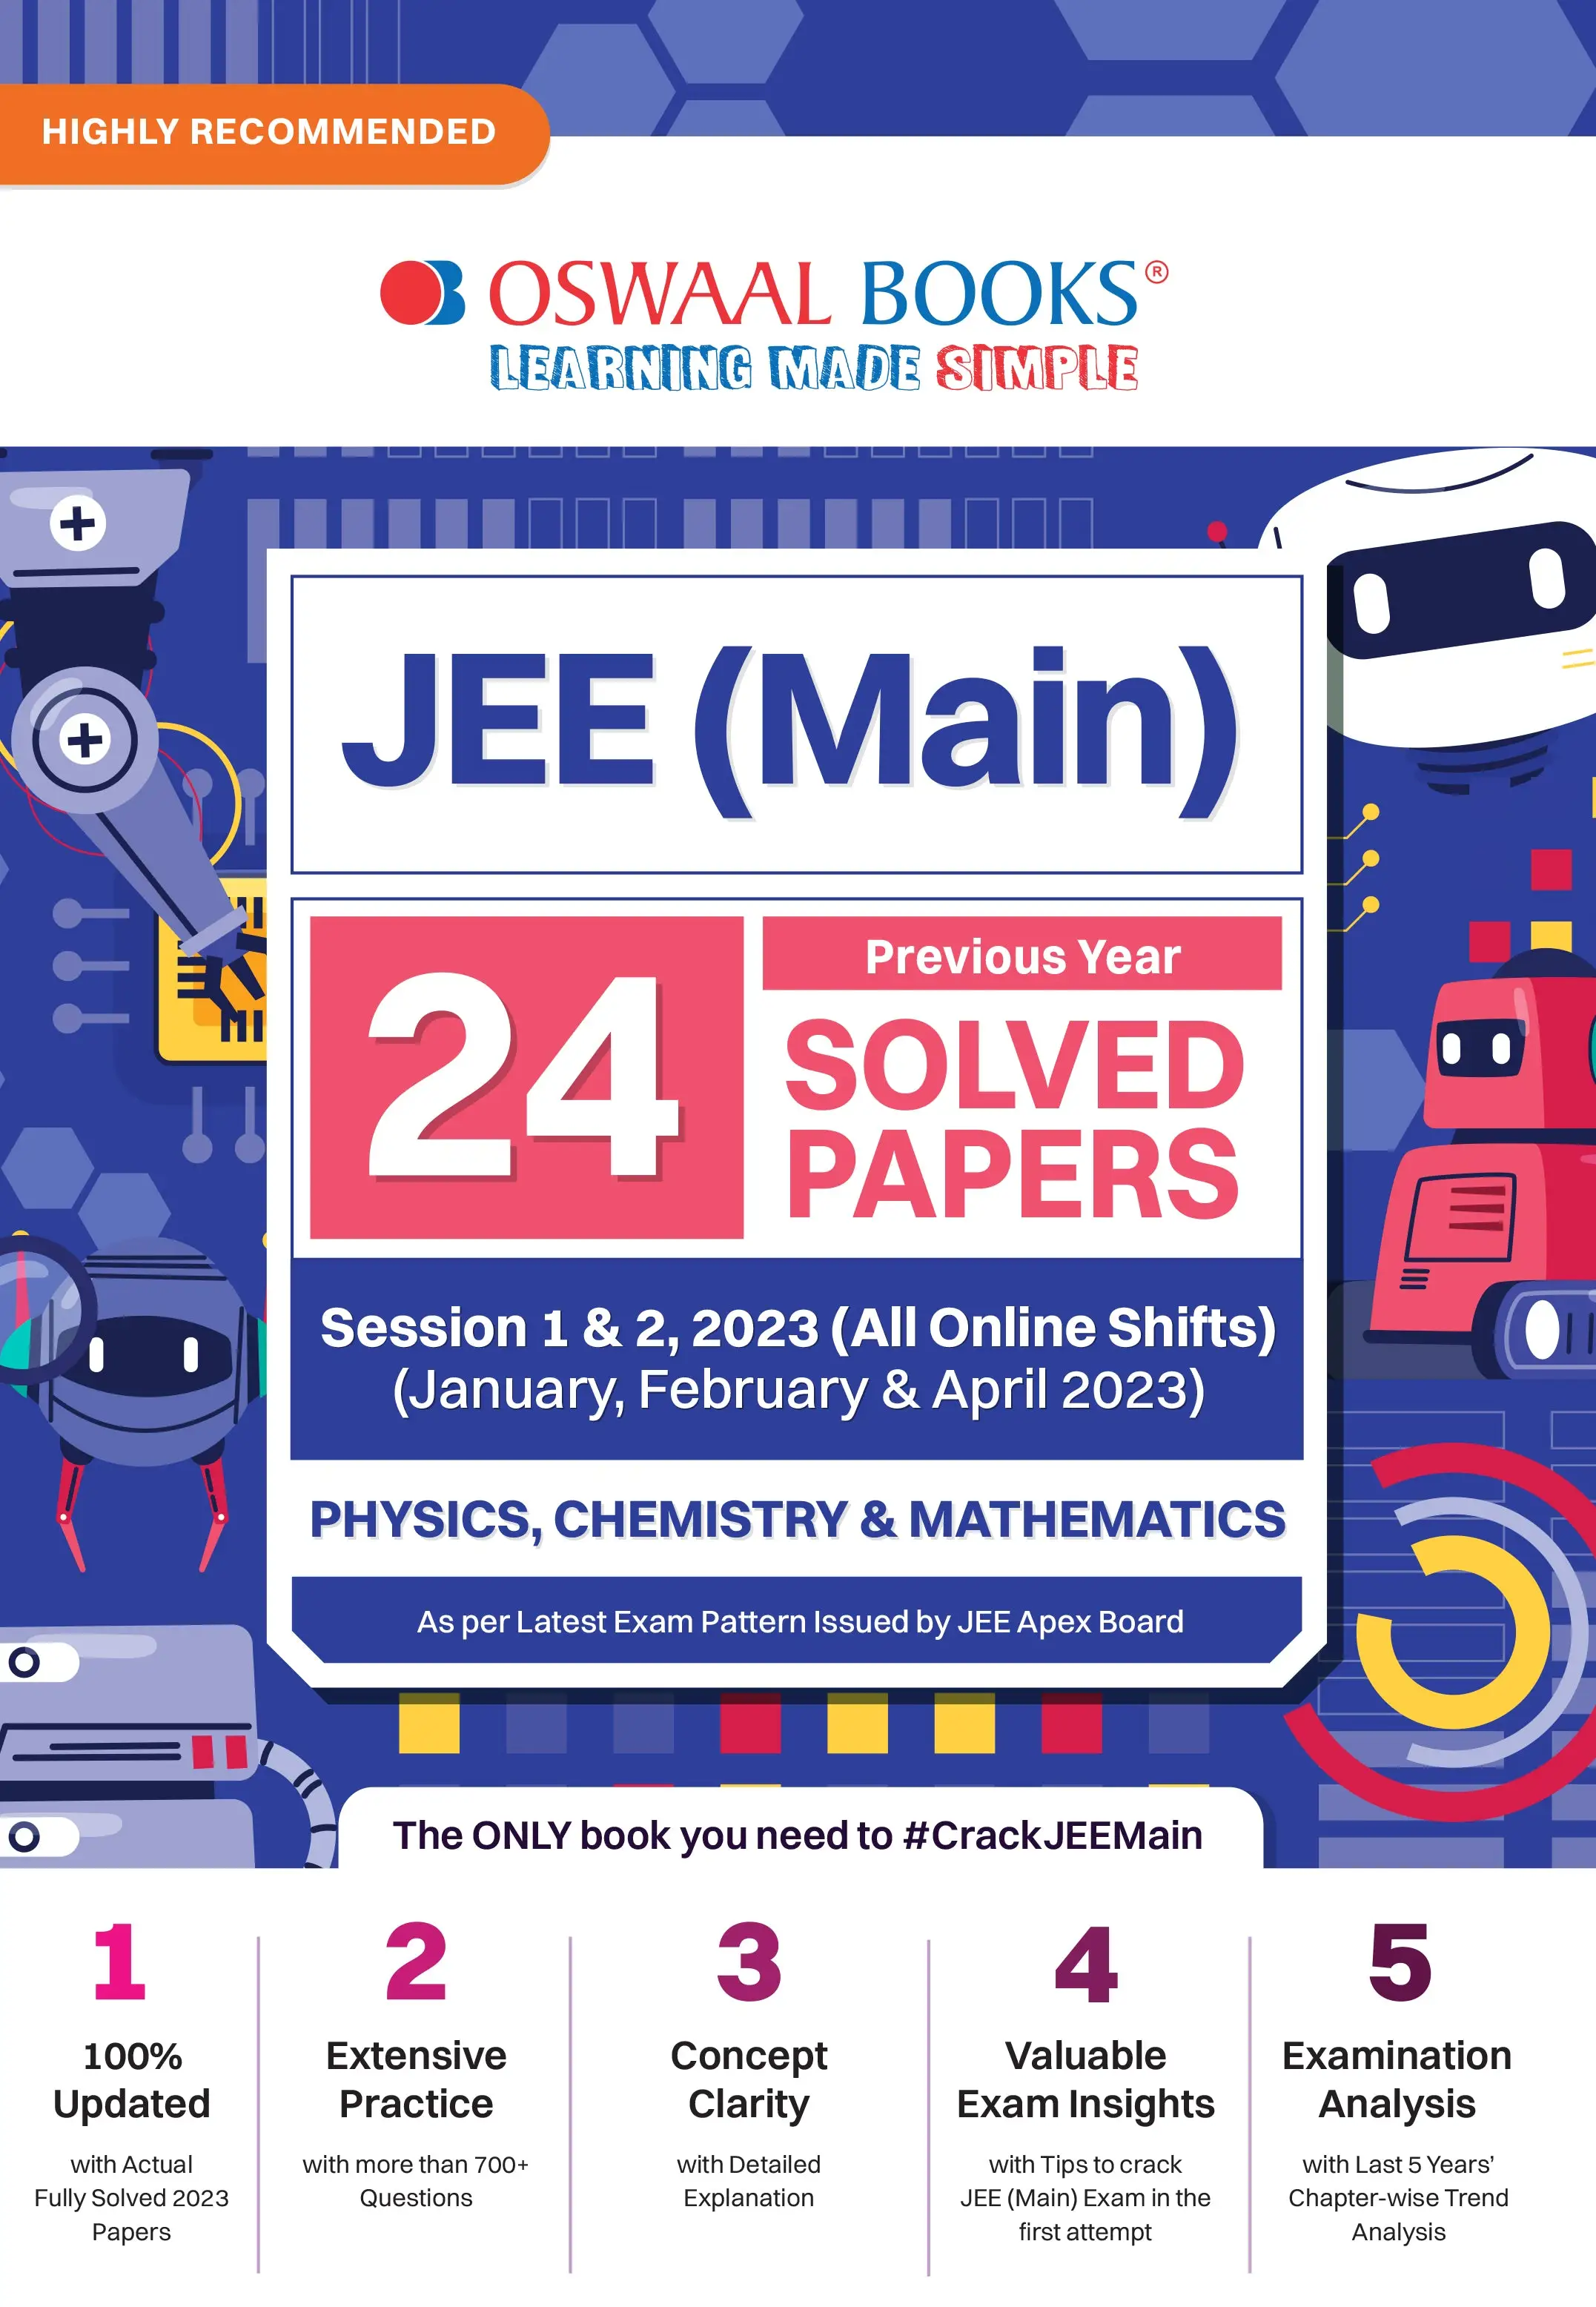 HIGHLY RECOMMENDED
OSWAAL BOOKS®
LEARNING MADE SIMPLE
JEE (Main)
24
Previous Year
SOLVED
PAPERS
Session 1 & 2, 2023 (All Online Shifts)
(January, February & April 2023)
PHYSICS, CHEMISTRY & MATHEMATICS
As per Latest Exam Pattern Issued by JEE Apex Board
The ONLY book you need to #CrackJEEMain
1
100%
Updated
with Actual
Fully Solved 2023
Papers
2
Extensive
Practice
with more than 700+
Questions
3
Concept
Clarity
with Detailed
Explanation
4
Valuable
Exam Insights
with Tips to crack
JEE (Main) Exam in the
first attempt
5
Examination
Analysis
with Last 5 Years’
Chapter-wise Trend
Analysis